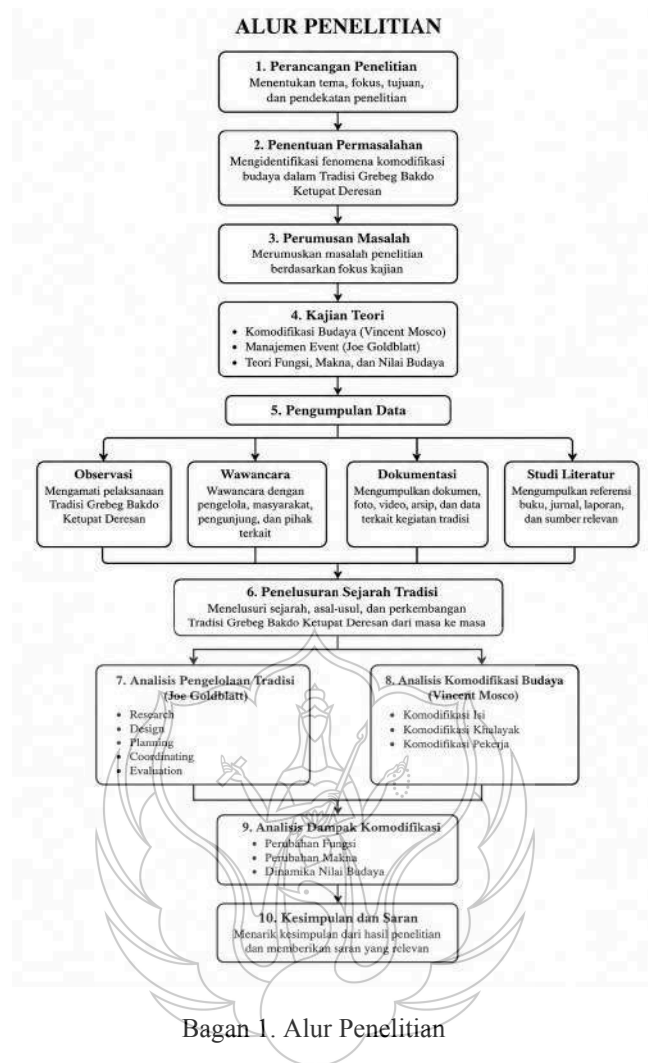 ALUR PENELITIAN
1. Perancangan Penelitian
Menentukan tema, fokus, tujuan,
dan pendekatan penelitian
2. Penentuan Permasalahan
Mengidentifikasi fenomena komodifikasi
budaya dalam Tradisi Grebeg Bakdo
Ketupat Deresan
3. Perumusan Masalah
Merumuskan masalah penelitian
berdasarkan fokus kajian
4. Kajian Teori
• Komodifikasi Budaya (Vincent Mosco)
• Manajemen Event (Joe Goldblatt)
• Teori Fungsi, Makna, dan Nilai Budaya
5. Pengumpulan Data
Observasi
Mengamati pelaksanaan
Tradisi Grebeg Bakdo
Ketupat Deresan
Wawancara
Wawancara dengan
pengelola, masyarakat,
pengunjung, dan pihak
terkait
Dokumentasi
Mengumpulkan dokumen,
foto, video, arsip, dan data
terkait kegiatan tradisi
Studi Literatur
Mengumpulkan referensi
buku, jurnal, laporan,
dan sumber relevan
6. Penelusuran Sejarah Tradisi
Menelusuri sejarah, asal-usul, dan perkembangan
Tradisi Grebeg Bakdo Ketupat Deresan dari masa ke masa
7. Analisis Pengelolaan Tradisi
(Joe Goldblatt)
• Research
• Design
• Planning
• Coordinating
• Evaluation
8. Analisis Komodifikasi Budaya
(Vincent Mosco)
• Komodifikasi Isi
• Komodifikasi Khalayak
• Komodifikasi Pekerja
9. Analisis Dampak Komodifikasi
• Perubahan Fungsi
• Perubahan Makna
• Dinamika Nilai Budaya
10. Kesimpulan dan Saran
Menarik kesimpulan dari hasil penelitian
dan memberikan saran yang relevan
Bagan 1. Alur Penelitian